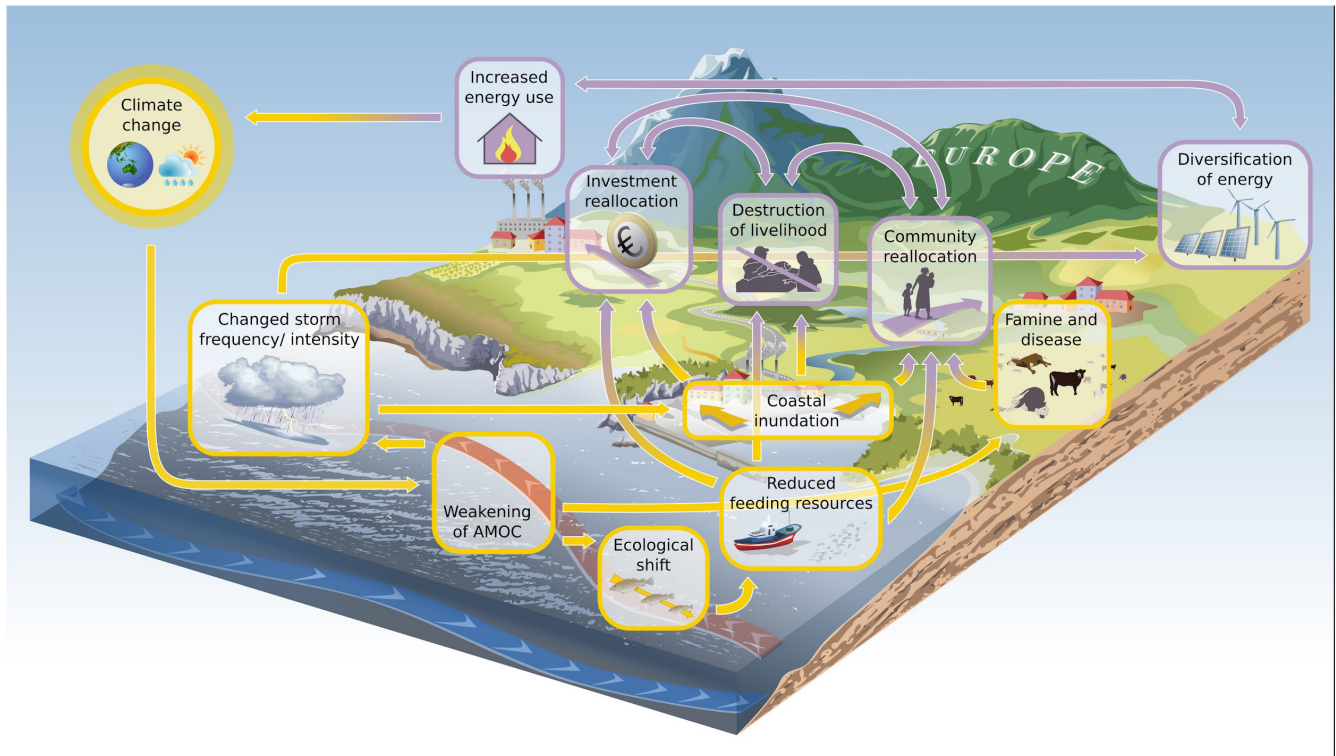 Climate
change
Increased
energy use
EUROPE
Diversification
of energy
Investment
reallocation
€
Destruction
of livelihood
Community
reallocation
Changed storm
frequency/ intensity
Famine and
disease
Coastal
inundation
Weakening
of AMOC
Reduced
feeding resources
Ecological
shift